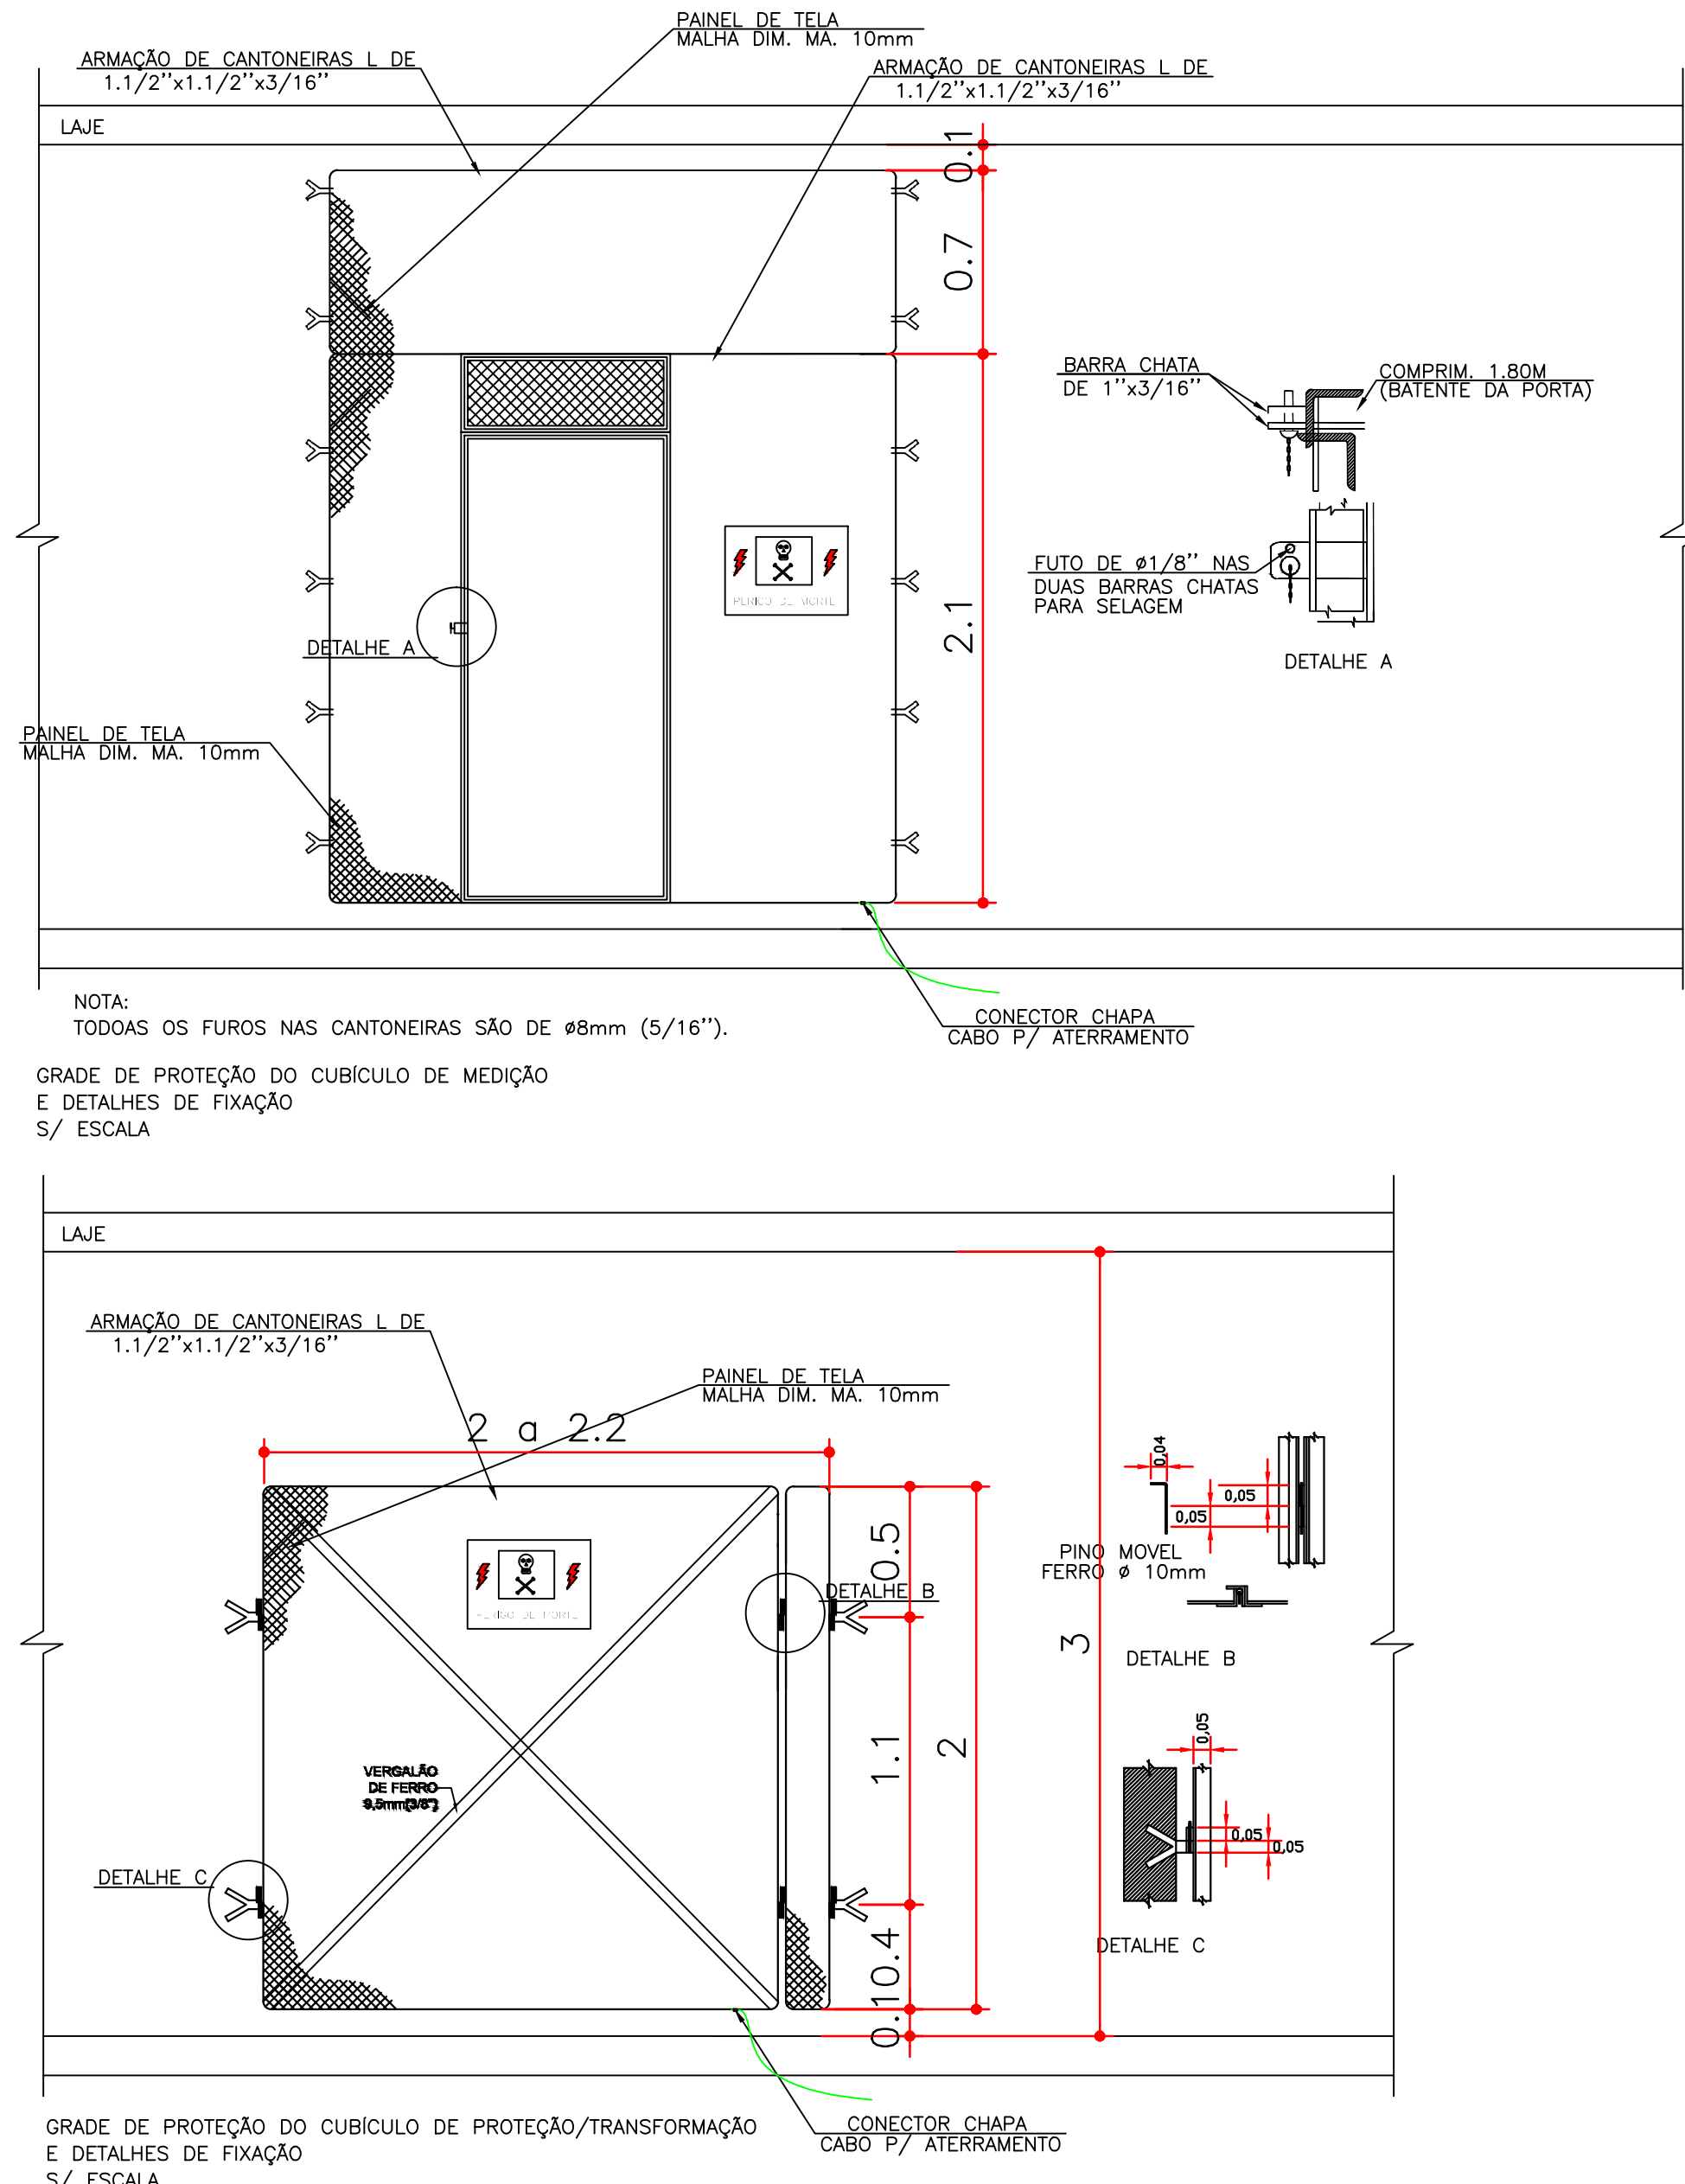 PAINEL DE TELA
MALHA DIM. MA. 10mm
ARMAÇÃO DE CANTONEIRAS L DE
1.1/2''x1.1/2''x3/16''
ARMAÇÃO DE CANTONEIRAS L DE
1.1/2''x1.1/2''x3/16''
LAJE
0.1
0.7
2.1
BARRA CHATA
DE 1''x3/16''
COMPRIM. 1.80M
(BATENTE DA PORTA)
FUTO DE ø1/8'' NAS
DUAS BARRAS CHATAS
PARA SELAGEM
DETALHE A
PERIGO DE MORTE
DETALHE A
PAINEL DE TELA
MALHA DIM. MA. 10mm
NOTA:
TODOAS OS FUROS NAS CANTONEIRAS SÃO DE ø8mm (5/16'').
CONECTOR CHAPA
CABO P/ ATERRAMENTO
GRADE DE PROTEÇÃO DO CUBÍCULO DE MEDIÇÃO
E DETALHES DE FIXAÇÃO
S/ ESCALA
LAJE
ARMAÇÃO DE CANTONEIRAS L DE
1.1/2''x1.1/2''x3/16''
PAINEL DE TELA
MALHA DIM. MA. 10mm
2 a 2.2
PERIGO DE MORTE
DETALHE B
0.5
1.1
0.4
0.1
2
3
0,04
0,05
0,05
PINO MOVEL
FERRO ø 10mm
DETALHE B
0,05
0,05
0,05
DETALHE C
VERGALÃO
DE FERRO
9,5mm(3/8")
DETALHE C
CONECTOR CHAPA
CABO P/ ATERRAMENTO
GRADE DE PROTEÇÃO DO CUBÍCULO DE PROTEÇÃO/TRANSFORMAÇÃO
E DETALHES DE FIXAÇÃO
S/ ESCALA